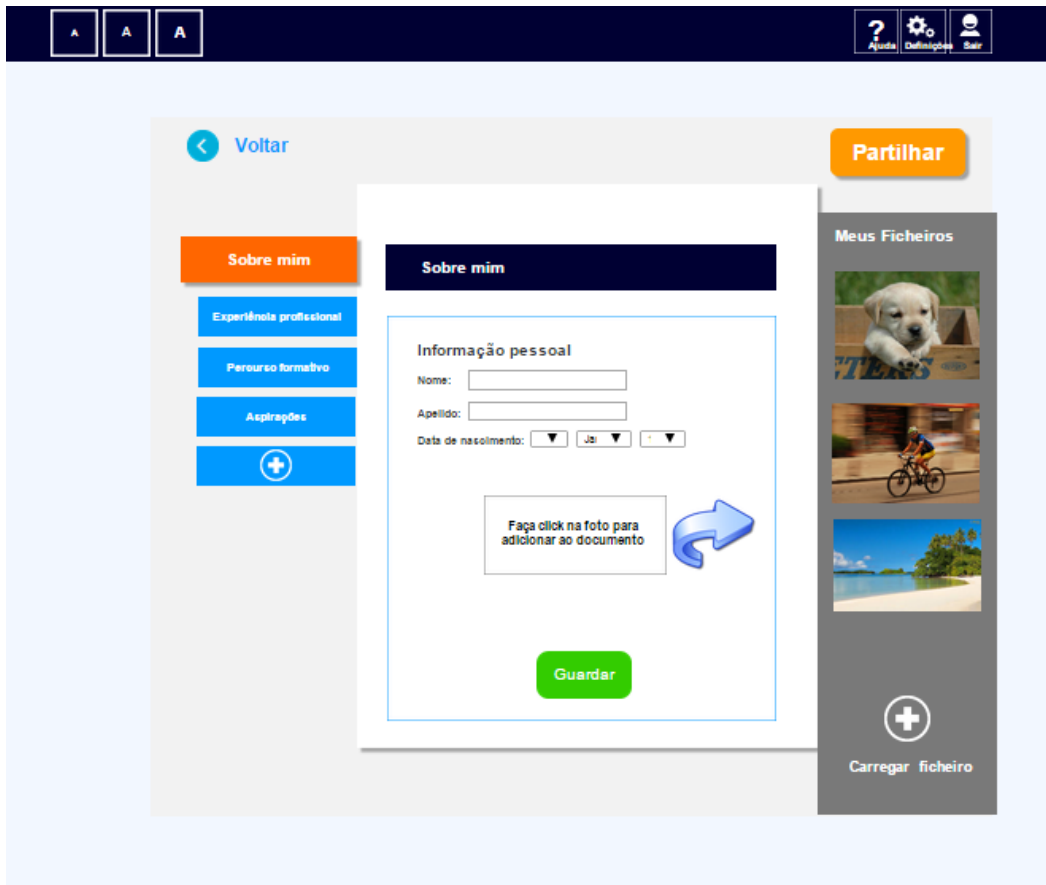 A A A
Ajuda Definições Sair
Voltar
Partilhar
Sobre mim
Experiência profissional
Percurso formativo
Aspirações
Sobre mim
Informação pessoal
Nome:
Apelido:
Data de nascimento:
Faça click na foto para
adicionar ao documento
Guardar
Meus Ficheiros
Carregar ficheiro